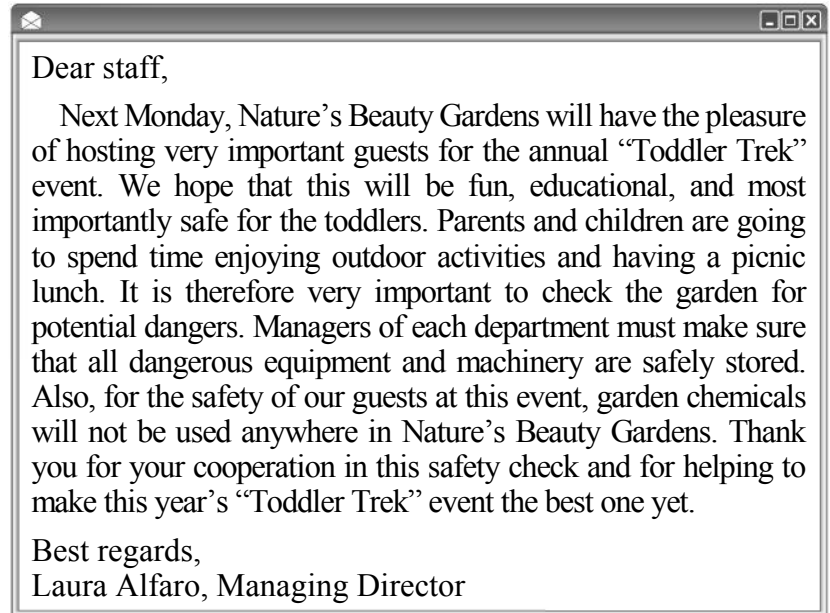 Dear staff,
Next Monday, Nature’s Beauty Gardens will have the pleasure
of hosting very important guests for the annual “Toddler Trek”
event. We hope that this will be fun, educational, and most
importantly safe for the toddlers. Parents and children are going
to spend time enjoying outdoor activities and having a picnic
lunch. It is therefore very important to check the garden for
potential dangers. Managers of each department must make sure
that all dangerous equipment and machinery are safely stored.
Also, for the safety of our guests at this event, garden chemicals
will not be used anywhere in Nature’s Beauty Gardens. Thank
you for your cooperation in this safety check and for helping to
make this year’s “Toddler Trek” event the best one yet.
Best regards,
Laura Alfaro, Managing Director